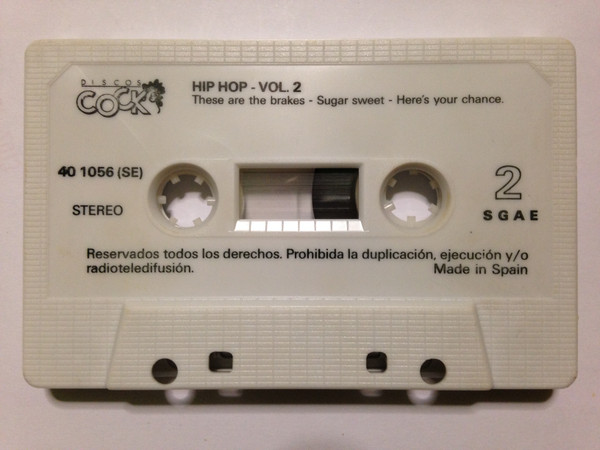 DISCOS
COCK
HIP HOP - VOL. 2
These are the brakes - Sugar sweet - Here's your chance.
40 1056 (SE)
STEREO
2
SGAE
Reservados todos los derechos. Prohibida la duplicación, ejecución y/o
radioteledifusión.
Made in Spain